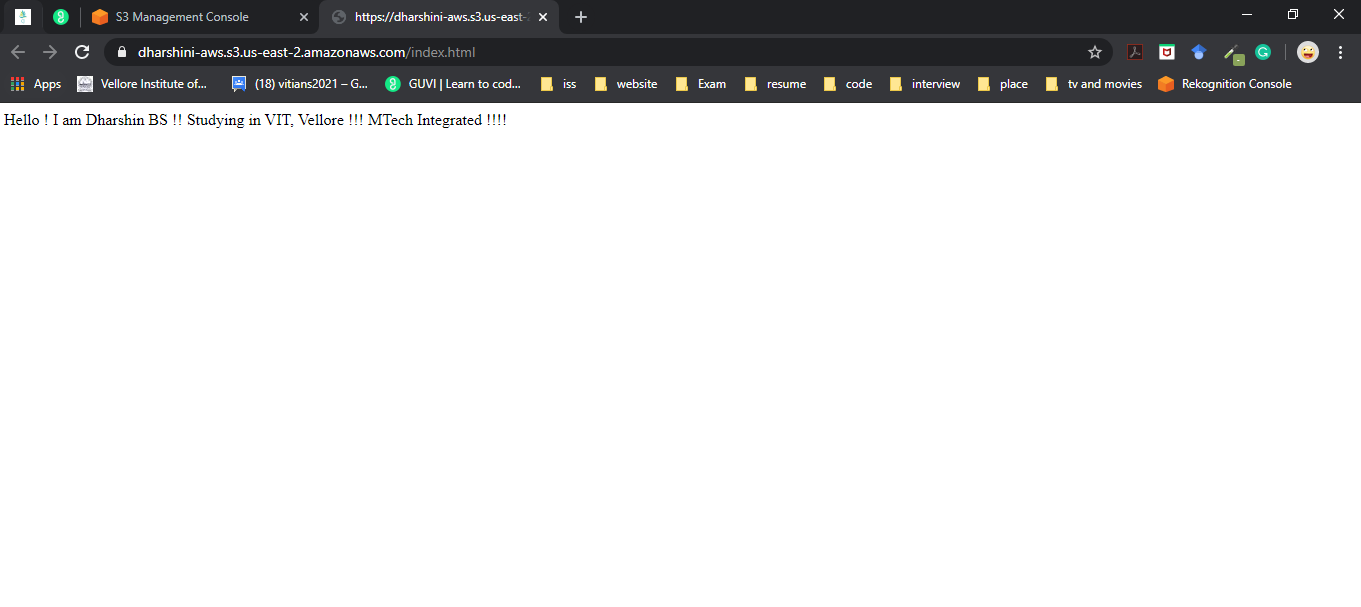 S3 Management Console
https://dharshini-aws.s3.us-east-
dharshini-aws.s3.us-east-2.amazonaws.com/index.html
Apps Vellore Institute of... (18) vitians2021 – G... GUVI | Learn to cod... iss website Exam resume code interview place tv and movies Rekognition Console
Hello ! I am Dharshin BS !! Studying in VIT, Vellore !!! MTech Integrated !!!!